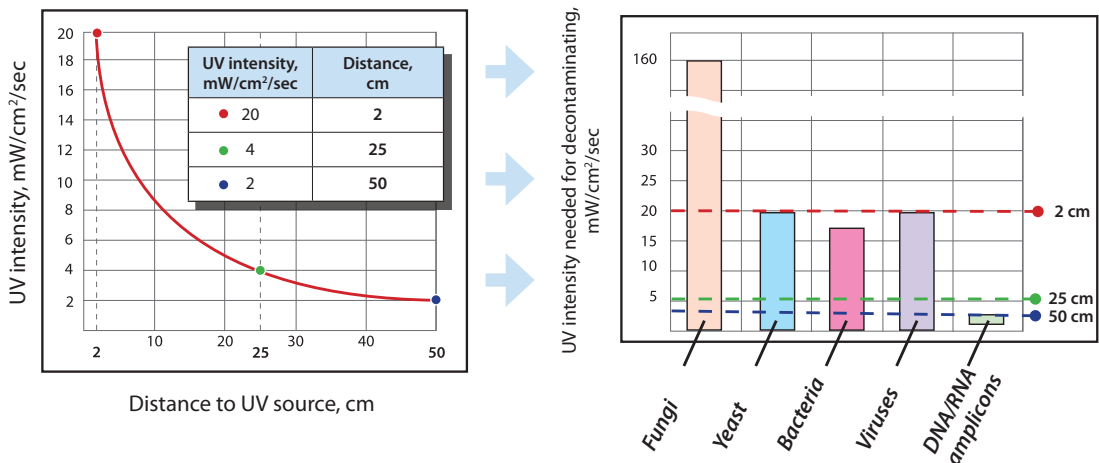 UV intensity, mW/cm²/sec
20
18
16
14
12
10
8
6
4
2
UV intensity,
mW/cm²/sec
Distance,
cm
20
2
4
25
2
50
10
20
30
40
2
25
50
Distance to UV source, cm
UV intensity needed for decontaminating,
mW/cm²/sec
160
30
25
20
15
10
5
2 cm
25 cm
50 cm
Fungi
Yeast
Bacteria
Viruses
DNA/RNA
amplicons